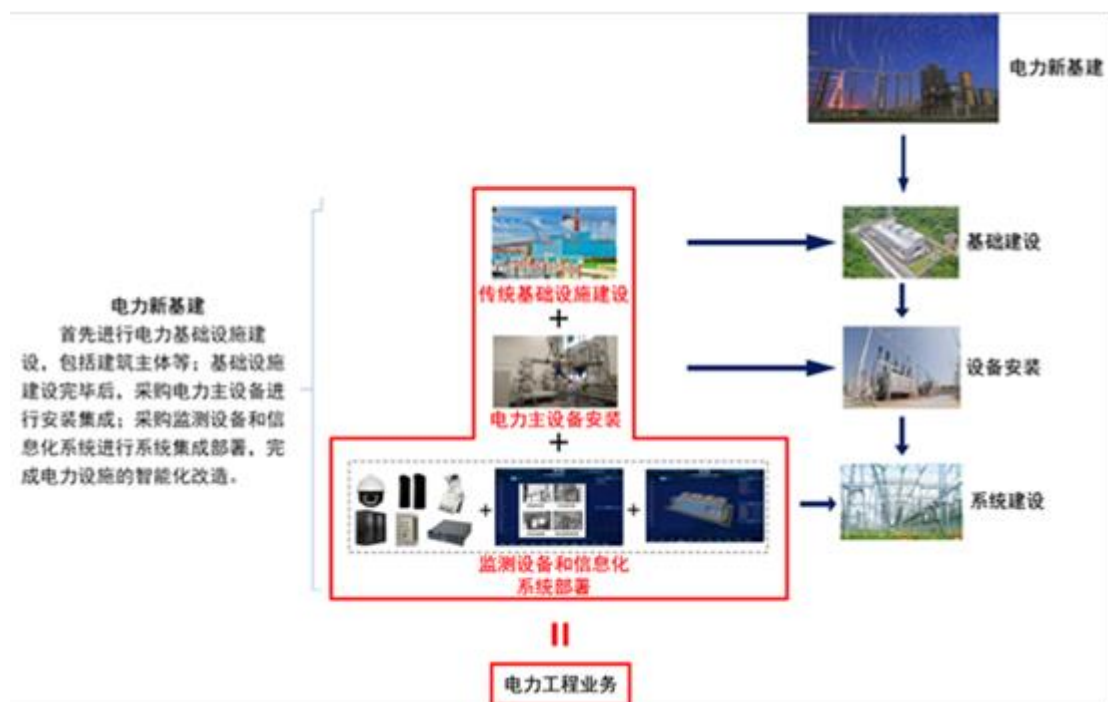 电力新基建
基础建设
传统基础设施建设
+
设备安装
电力主设备安装
+
+
+
系统建设
监测设备和信息化
系统部署
电力新基建
首先进行电力基础设施建
设，包括建筑主体等；基础设施
建设完毕后，采购电力主设备进
行安装集成；采购监测设备和信
息化系统进行系统集成部署，完
成电力设施的智能化改造。
=
电力工程业务